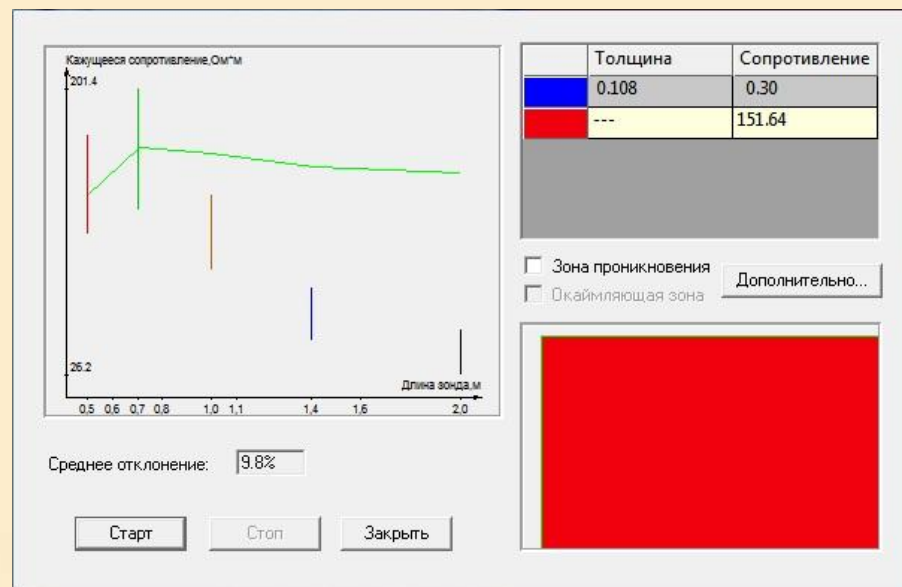 Кажущееся сопротивление,Ом*м
201.4
26.2
Длина зонда,м
0,5 0,6 0,7 0,8 1,0 1,1 1,4 1,6 2,0
Среднее отклонение: 9.8%
Старт Стоп Закрыть
Толщина Сопротивление
0.108 0.30
--- 151.64
Зона проникновения
Окаймляющая зона
Дополнительно...